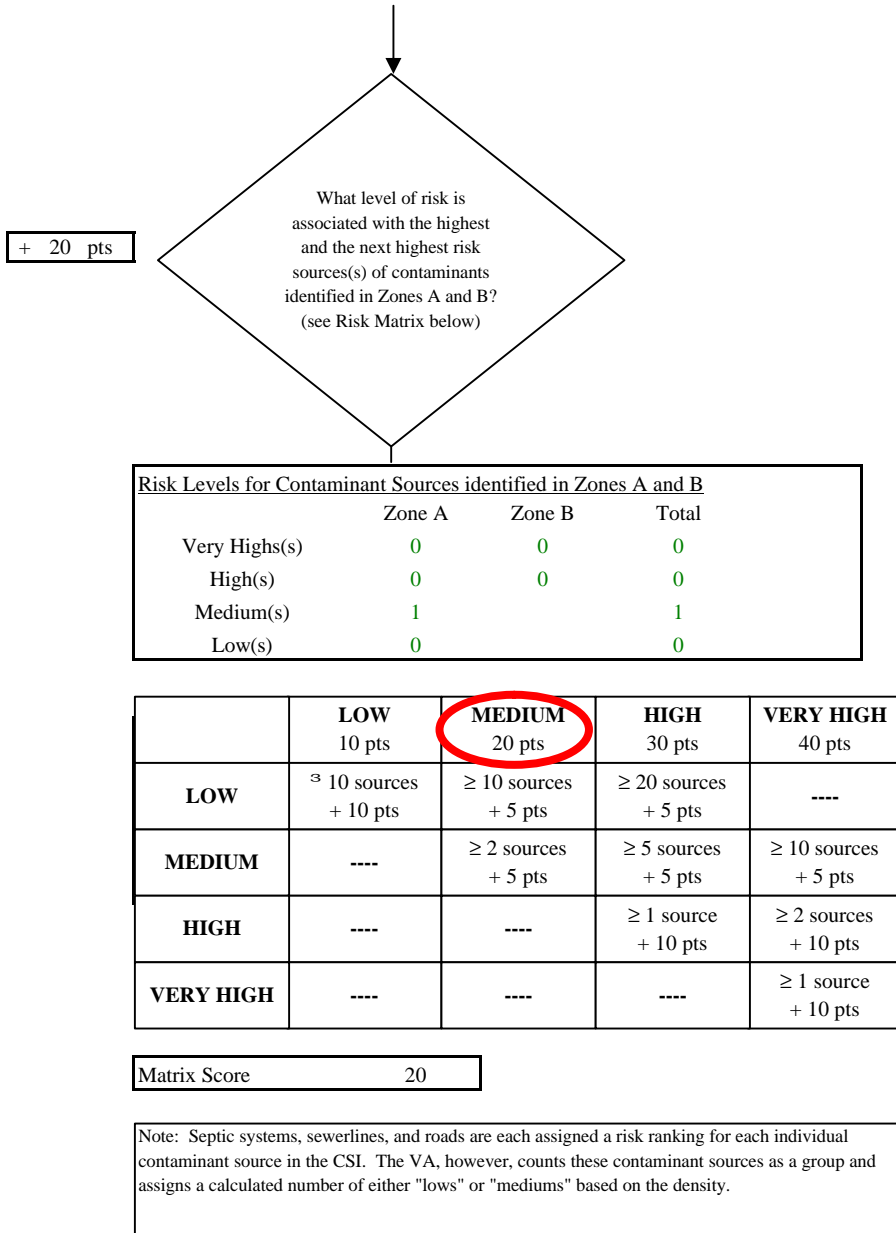 What level of risk is
associated with the highest
+ 20 pts and the next highest risk
sources(s) of contaminants
identified in Zones A and B?
(see Risk Matrix below)
Risk Levels for Contaminant Sources identified in Zones A and B
Zone A Zone B Total
Very Highs(s) 0 0 0
High(s) 0 0 0
Medium(s) 1 1
Low(s) 0 0
LOW MEDIUM HIGH VERY HIGH
10 pts 20 pts 30 pts 40 pts
LOW ³ 10 sources ≥ 10 sources ≥ 20 sources ----
+ 10 pts + 5 pts + 5 pts
MEDIUM ---- ≥ 2 sources ≥ 5 sources ≥ 10 sources
+ 5 pts + 5 pts + 5 pts
HIGH ---- ---- ≥ 1 source ≥ 2 sources
+ 10 pts + 10 pts
VERY HIGH ---- ---- ---- ≥ 1 source
+ 10 pts
Matrix Score 20
Note: Septic systems, sewerlines, and roads are each assigned a risk ranking for each individual
contaminant source in the CSI. The VA, however, counts these contaminant sources as a group and
assigns a calculated number of either "lows" or "mediums" based on the density.